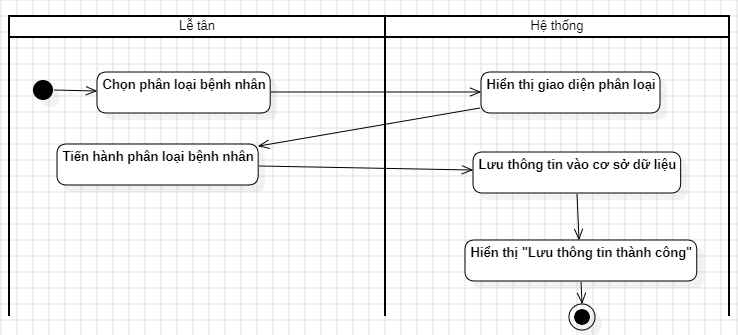 Lễ tân
Hệ thống
Chọn phân loại bệnh nhân
Hiển thị giao diện phân loại
Tiến hành phân loại bệnh nhân
Lưu thông tin vào cơ sở dữ liệu
Hiển thị "Lưu thông tin thành công"